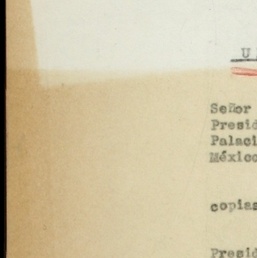 U
Señor
Presid
Palaci
México
copias
Presid